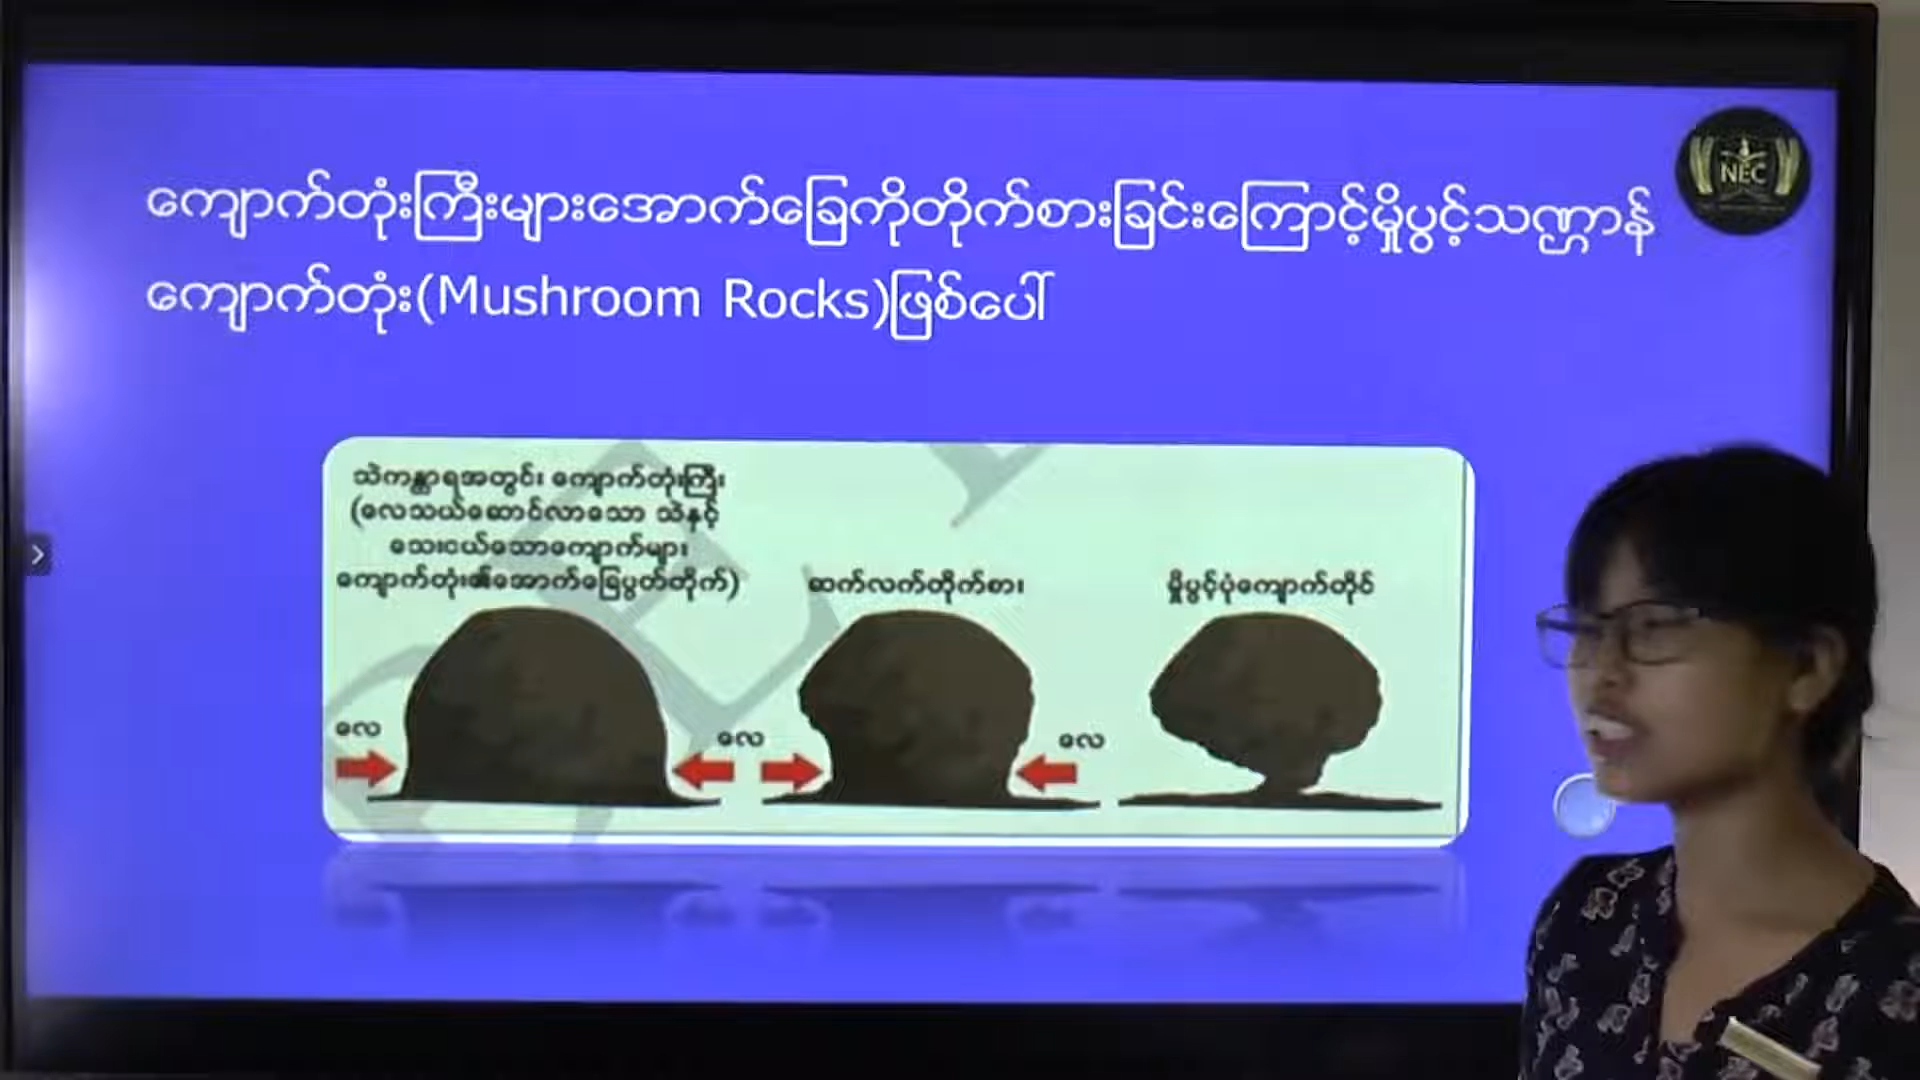 ကျောက်တုံးကြီးများအောက်ခြေကိုတိုက်စားခြင်းကြောင့်မှိုပွင့်သဏ္ဌာန်
ကျောက်တုံး(Mushroom Rocks)ဖြစ်ပေါ်
NEC
သဲကန္တာရအတွင်း ကျောက်တုံးကြီး
(လေသယ်ဆောင်လာသော သဲနှင့်
သေးငယ်သောကျောက်များ
ကျောက်တုံး၏အောက်ခြေပွတ်တိုက်)
ဆက်လက်တိုက်စား
မှိုပွင့်ပုံကျောက်တိုင်
လေ
လေ
လေ